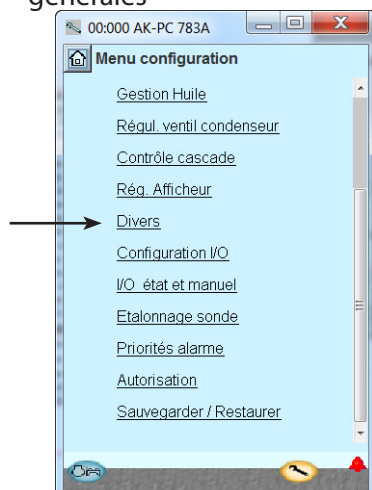 générales
00:000 AK-PC 783A
Menu configuration
Gestion Huile
Régul. ventil condenseur
Contrôle cascade
Rég. Afficheur
Divers
Configuration I/O
I/O état et manuel
Etalonnage sonde
Priorités alarme
Autorisation
Sauvegarder / Restaurer